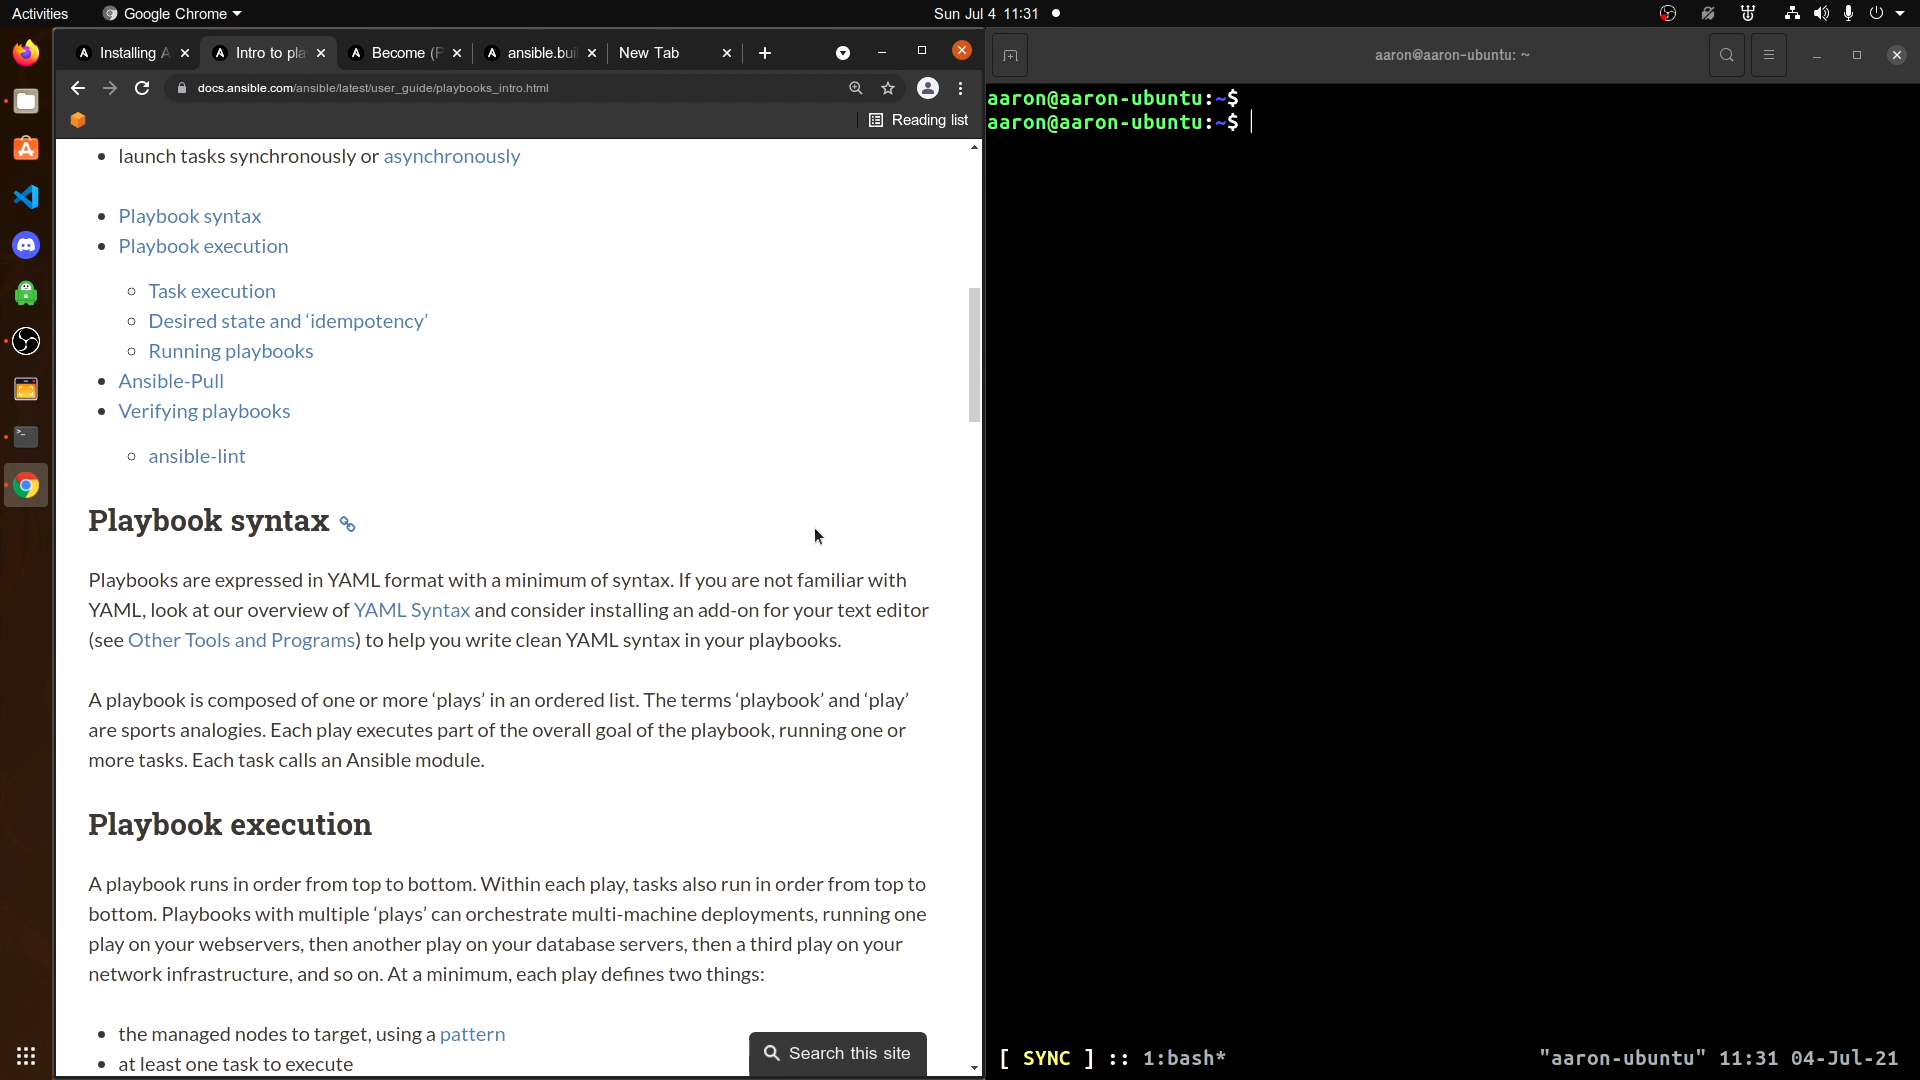 Activities Google Chrome Sun Jul 4 11:31
Installing A Intro to pla Become (P ansible.bui New Tab
aaron@aaron-ubuntu: ~
docs.ansible.com/ansible/latest/user_guide/playbooks_intro.html
Reading list
launch tasks synchronously or asynchronously
Playbook syntax
Playbook execution
Task execution
Desired state and ‘idempotency’
Running playbooks
Ansible-Pull
Verifying playbooks
ansible-lint
Playbook syntax
Playbooks are expressed in YAML format with a minimum of syntax. If you are not familiar with
YAML, look at our overview of YAML Syntax and consider installing an add-on for your text editor
(see Other Tools and Programs) to help you write clean YAML syntax in your playbooks.
A playbook is composed of one or more ‘plays’ in an ordered list. The terms ‘playbook’ and ‘play’
are sports analogies. Each play executes part of the overall goal of the playbook, running one or
more tasks. Each task calls an Ansible module.
Playbook execution
A playbook runs in order from top to bottom. Within each play, tasks also run in order from top to
bottom. Playbooks with multiple ‘plays’ can orchestrate multi-machine deployments, running one
play on your webservers, then another play on your database servers, then a third play on your
network infrastructure, and so on. At a minimum, each play defines two things:
the managed nodes to target, using a pattern
at least one task to execute
Search this site
aaron@aaron-ubuntu:~$
aaron@aaron-ubuntu:~$
[ SYNC ] :: 1:bash* "aaron-ubuntu" 11:31 04-Jul-21